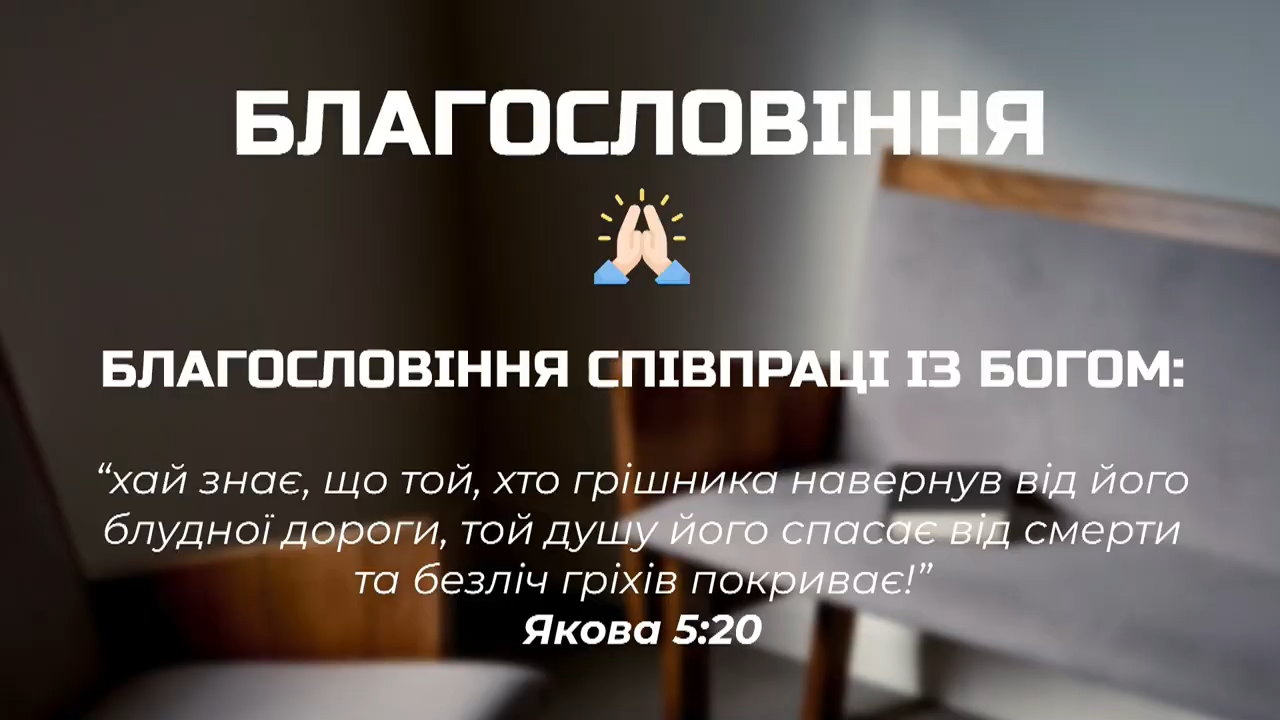 БЛАГОСЛОВІННЯ
БЛАГОСЛОВІННЯ СПІВПРАЦІ ІЗ БОГОМ:
“хай знає, що той, хто грішника навернув від його
блудної дороги, той душу його спасає від смерти
та безліч гріхів покриває!”
Якова 5:20